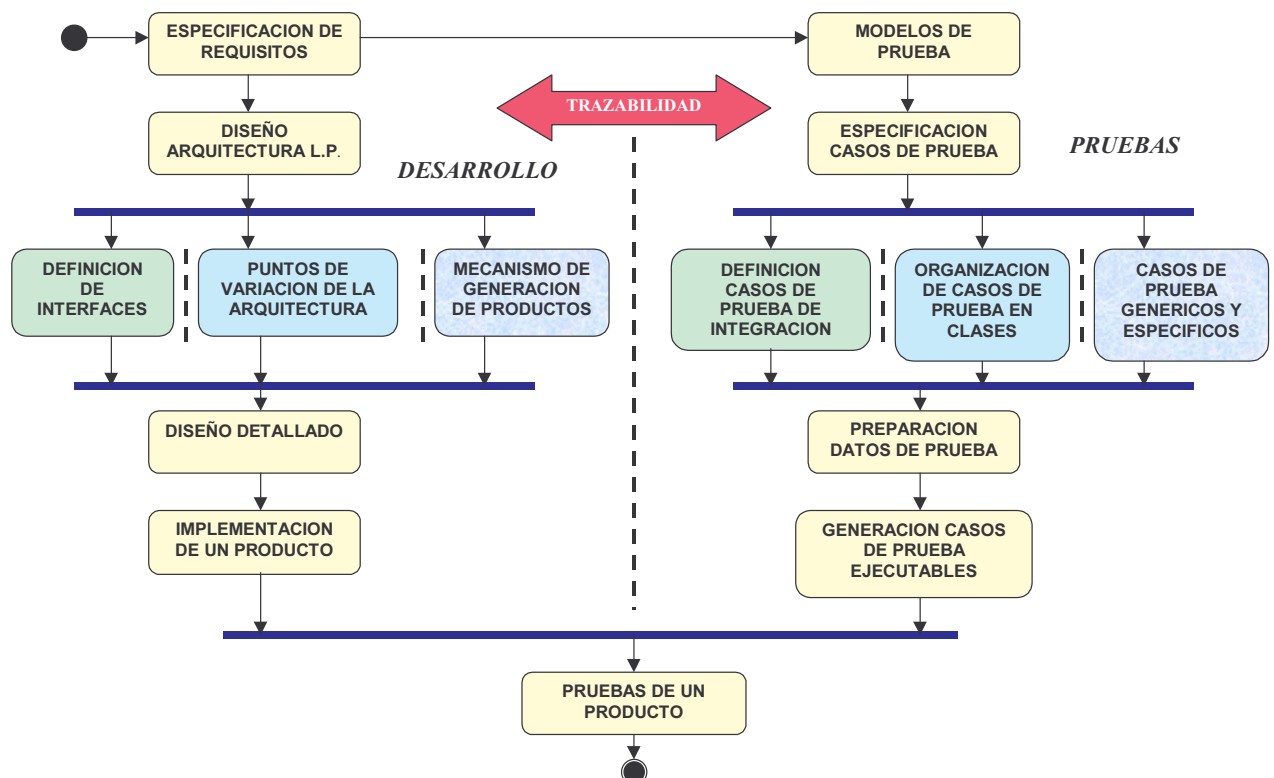 ESPECIFICACION DE
REQUISITOS
MODELOS DE
PRUEBA
TRAZABILIDAD
DISEÑO
ARQUITECTURA L.P.
ESPECIFICACION
CASOS DE PRUEBA
DESARROLLO
PRUEBAS
DEFINICION
DE
INTERFACES
PUNTOS DE
VARIACION DE LA
ARQUITECTURA
MECANISMO DE
GENERACION
DE PRODUCTOS
DEFINICION
CASOS DE
PRUEBA DE
INTEGRACION
ORGANIZACION
DE CASOS DE
PRUEBA EN
CLASES
CASOS DE
PRUEBA
GENERICOS Y
ESPECIFICOS
DISEÑO DETALLADO
PREPARACION
DATOS DE PRUEBA
IMPLEMENTACION
DE UN PRODUCTO
GENERACION CASOS
DE PRUEBA
EJECUTABLES
PRUEBAS DE UN
PRODUCTO